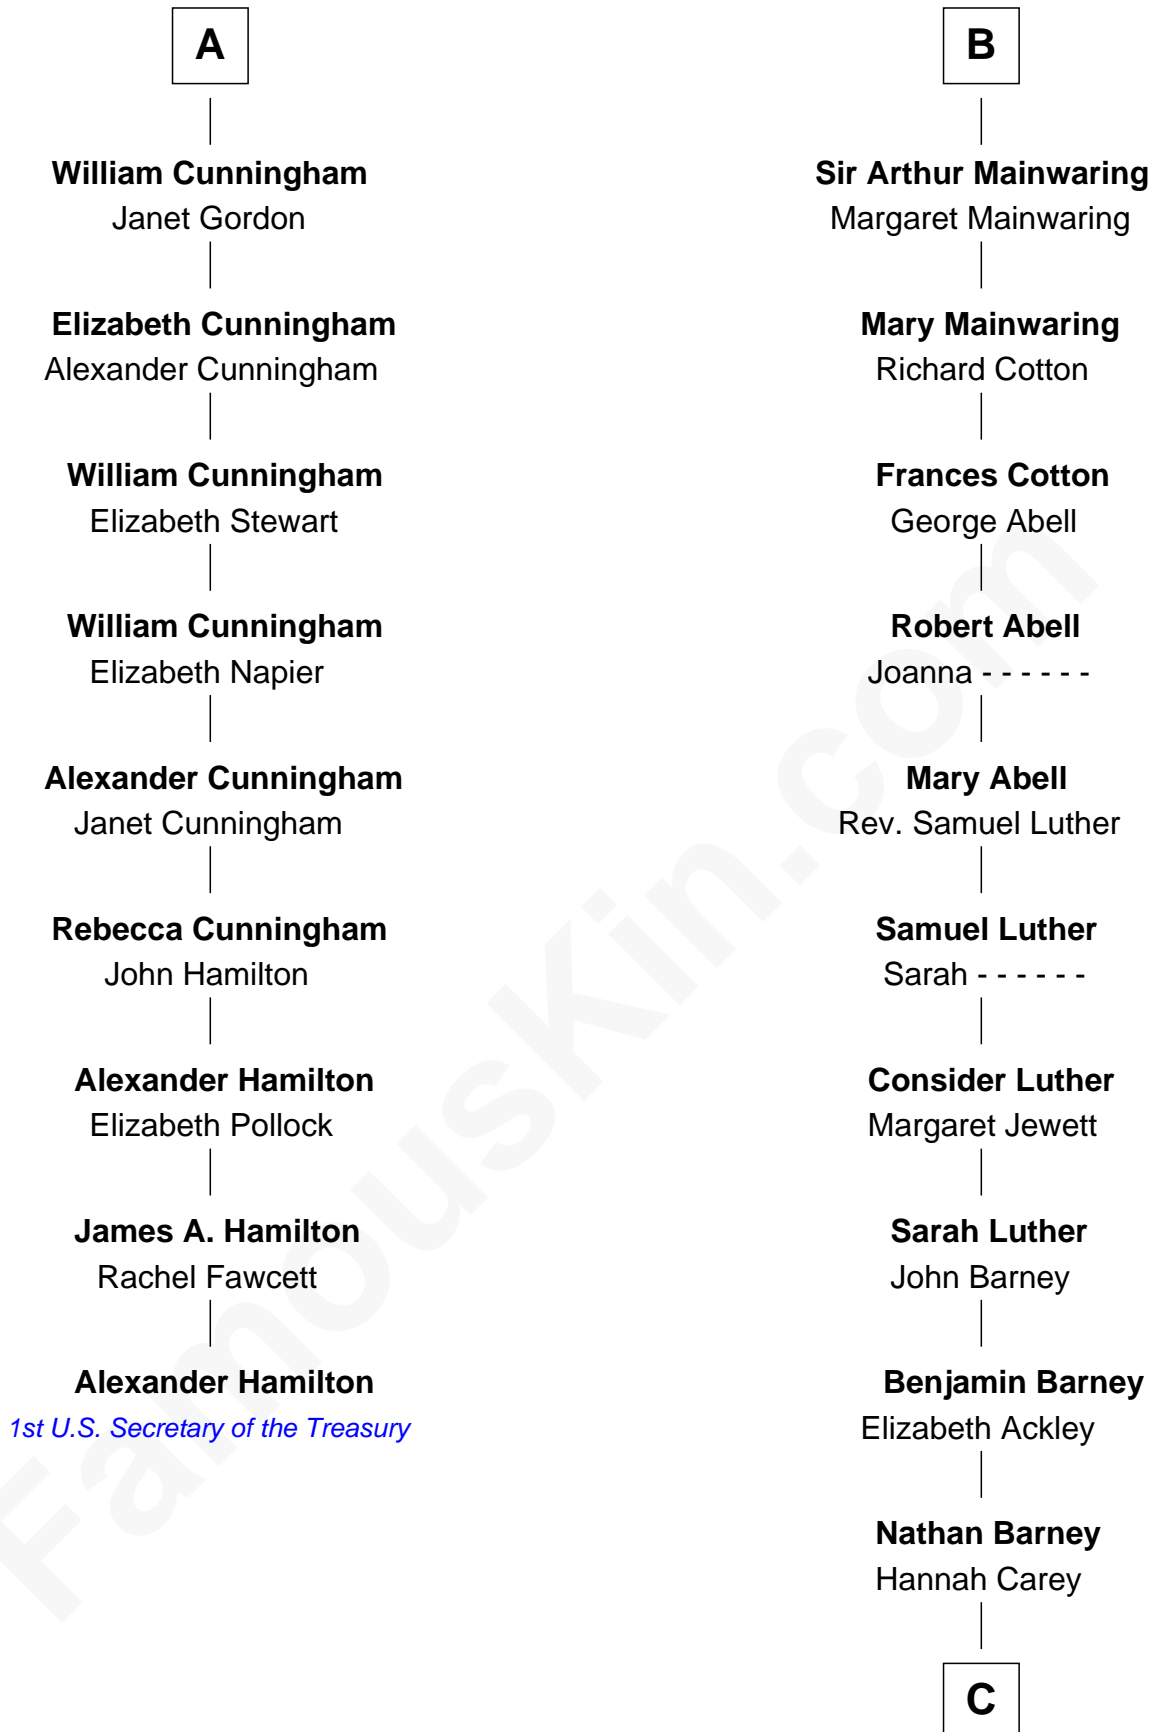 A
William Cunningham
Janet Gordon
Elizabeth Cunningham
Alexander Cunningham
William Cunningham
Elizabeth Stewart
William Cunningham
Elizabeth Napier
Alexander Cunningham
Janet Cunningham
Rebecca Cunningham
John Hamilton
Alexander Hamilton
Elizabeth Pollock
James A. Hamilton
Rachel Fawcett
Alexander Hamilton
1st U.S. Secretary of the Treasury
B
Sir Arthur Mainwaring
Margaret Mainwaring
Mary Mainwaring
Richard Cotton
Frances Cotton
George Abell
Robert Abell
Joanna - - - - - -
Mary Abell
Rev. Samuel Luther
Samuel Luther
Sarah - - - - - -
Consider Luther
Margaret Jewett
Sarah Luther
John Barney
Benjamin Barney
Elizabeth Ackley
Nathan Barney
Hannah Carey
C
FamousKin.com